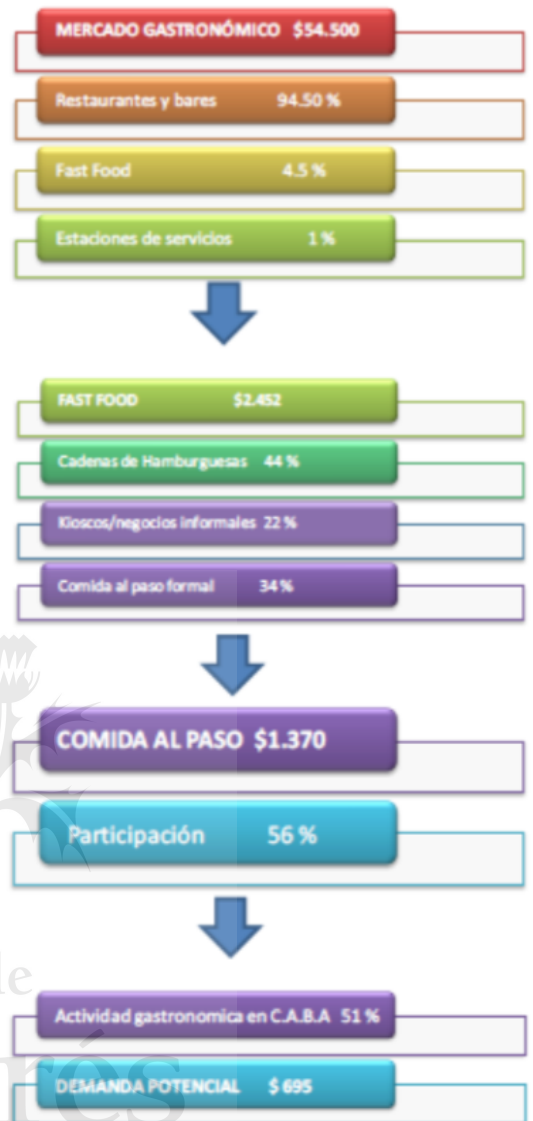 MERCADO GASTRONÓMICO $54.500
Restaurantes y bares 94.50 %
Fast Food 4.5 %
Estaciones de servicios 1 %
FAST FOOD $2.452
Cadenas de Hamburguesas 44 %
Kioscos/negocios informales 22 %
Comida al paso formal 34 %
COMIDA AL PASO $1.370
Participación 56 %
de
Actividad gastronomica en C.A.B.A 51 %
DEMANDA POTENCIAL $ 695